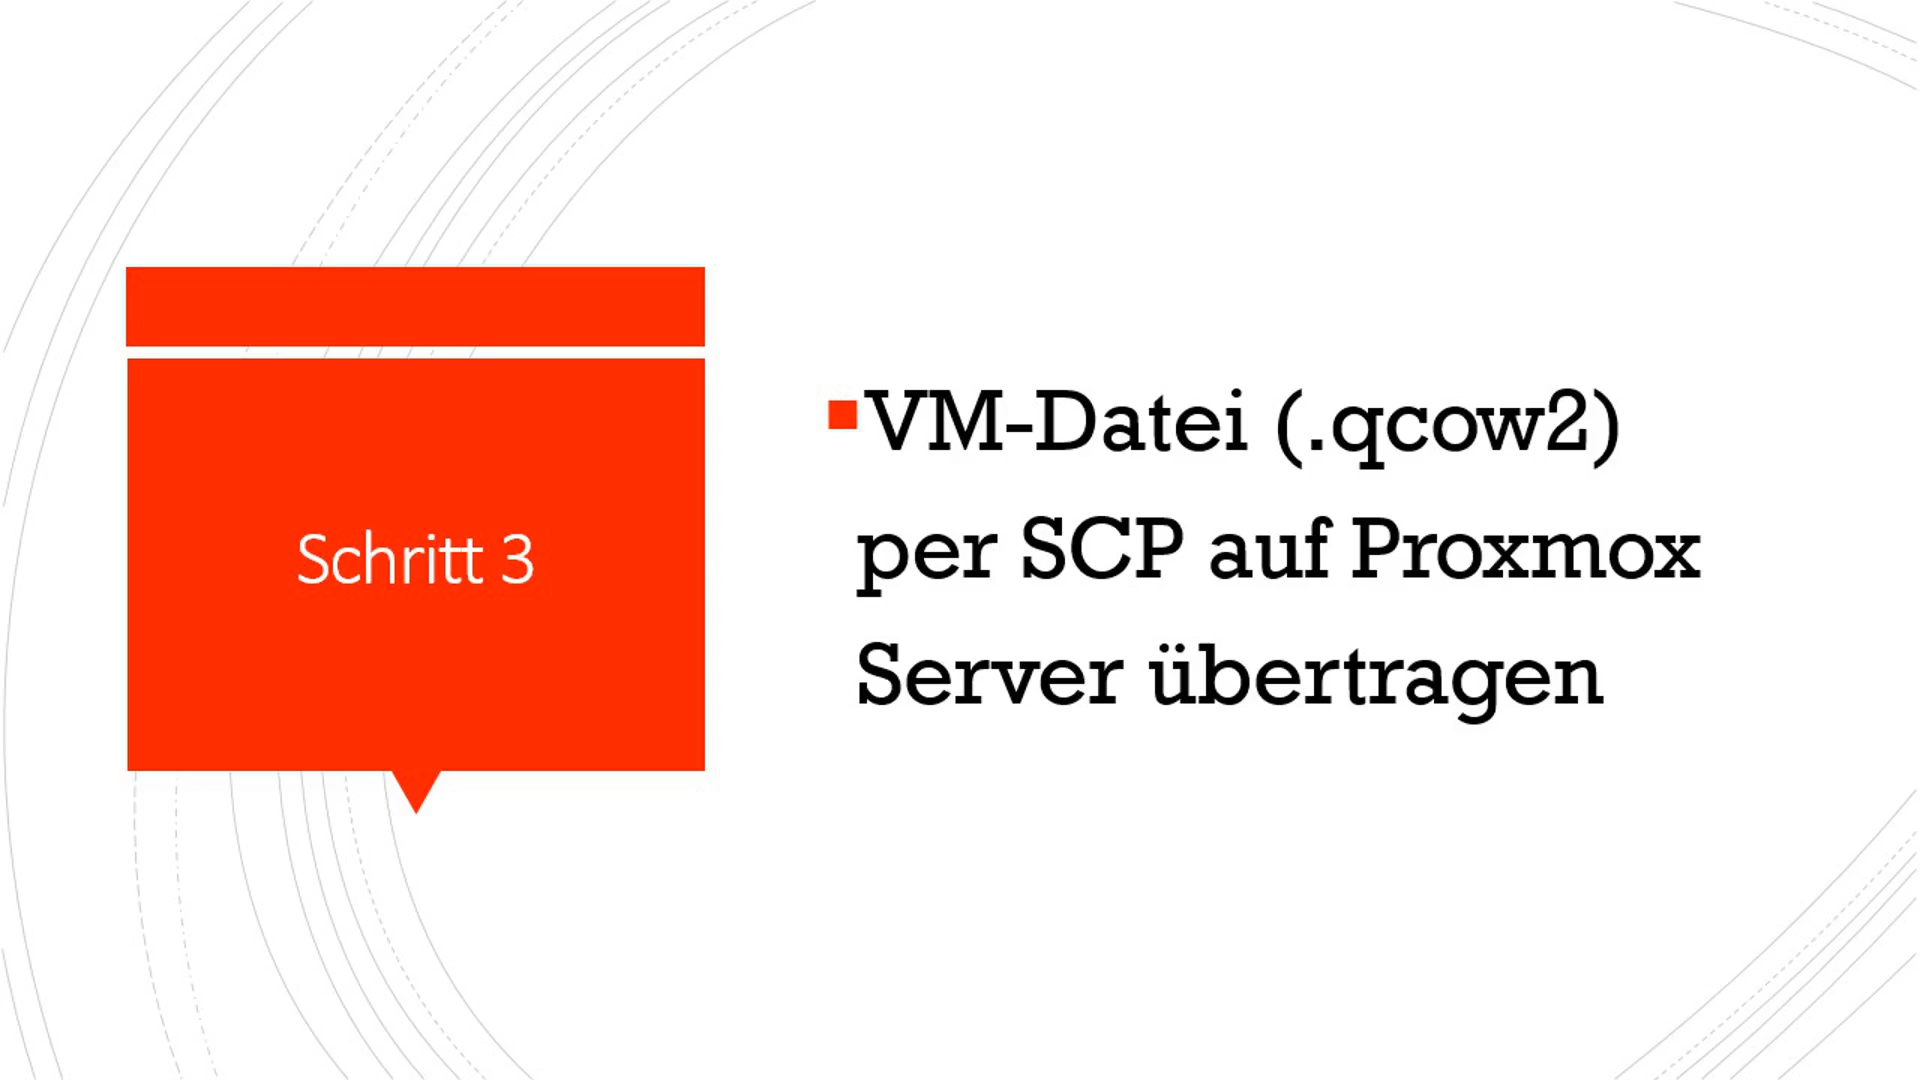 Schritt 3
VM-Datei (.qcow2)
per SCP auf Proxmox
Server übertragen